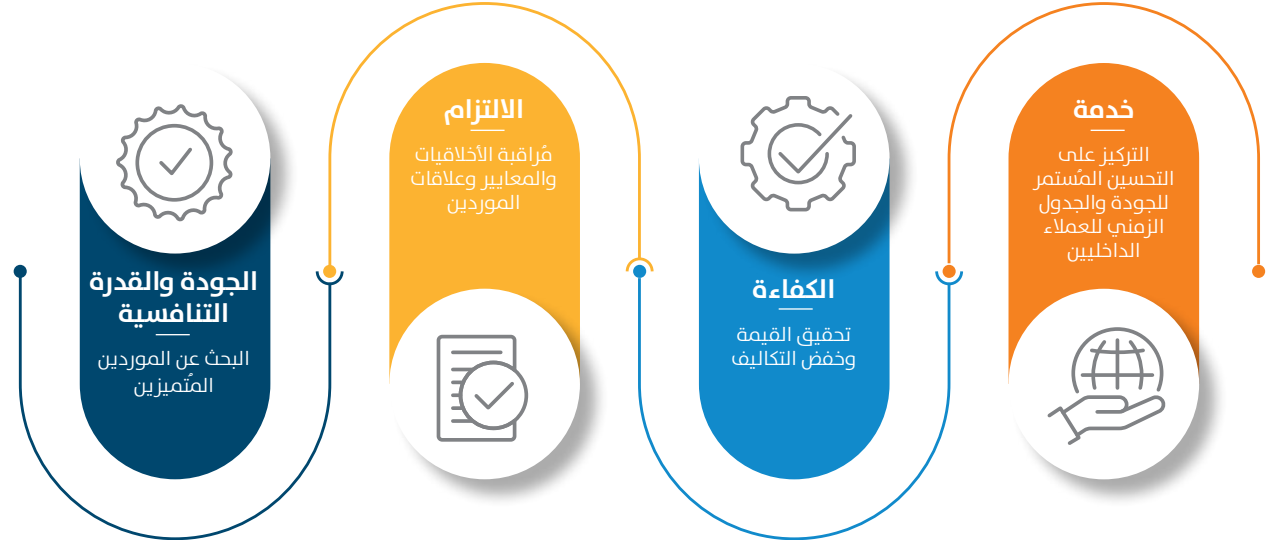 خدمة
التركيز على
التحسين المُستمر
للجودة والجدول
الزمني للعملاء
الداخليين
الكفاءة
تحقيق القيمة
وخفض التكاليف
الالتزام
مُراقبة الأخلاقيات
والمعايير وعلاقات
الموردين
الجودة والقدرة
التنافسية
البحث عن الموردين
المُتميزين